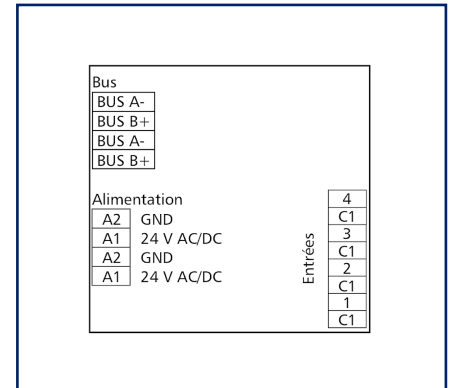 Bus
BUS A-
BUS B+
BUS A-
BUS B+
Alimentation
A2 GND
A1 24 V AC/DC
A2 GND
A1 24 V AC/DC
Entrées
4
C1
3
C1
2
C1
1
C1